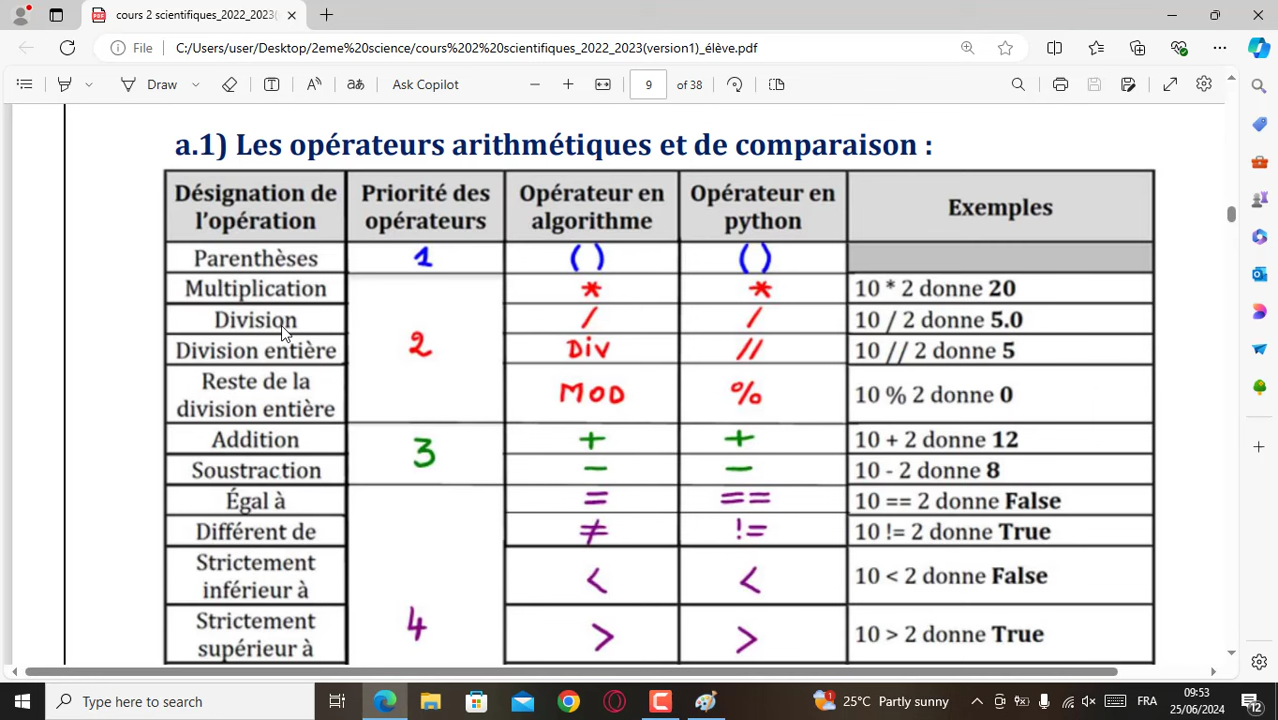 cours 2 scientifiques_2022_2023(
File C:/Users/user/Desktop/2eme%20science/cours%202%20scientifiques_2022_2023(version1)_élève.pdf
Draw
Ask Copilot
9 of 38
a.1) Les opérateurs arithmétiques et de comparaison :
Désignation de l'opération
Priorité des opérateurs
Opérateur en algorithme
Opérateur en python
Exemples
Parenthèses 1 ( ) ( )
Multiplication * * 10 * 2 donne 20
Division / / 10 / 2 donne 5.0
2
Division entière Div // 10 // 2 donne 5
Reste de la division entière MOD % 10 % 2 donne 0
Addition + + 10 + 2 donne 12
3
Soustraction - - 10 - 2 donne 8
Égal à = == 10 == 2 donne False
Différent de ≠ != 10 != 2 donne True
Strictement inférieur à < < 10 < 2 donne False
4
Strictement supérieur à > > 10 > 2 donne True
Type here to search
1
25°C Partly sunny
FRA
09:53
25/06/2024
12